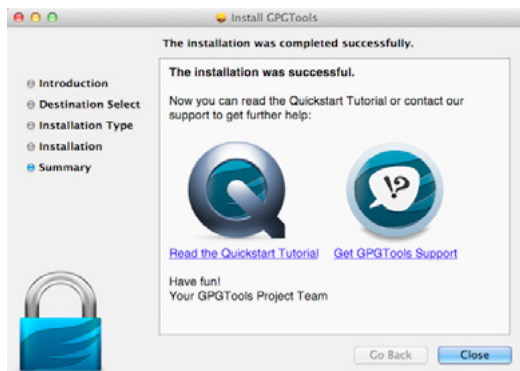 Install GPGTools
The installation was completed successfully.
Introduction
Destination Select
Installation Type
Installation
Summary
The installation was successful.
Now you can read the Quickstart Tutorial or contact our
support to get further help:
!?
Read the Quickstart Tutorial
Get GPGTools Support
Have fun!
Your GPGTools Project Team
Go Back
Close